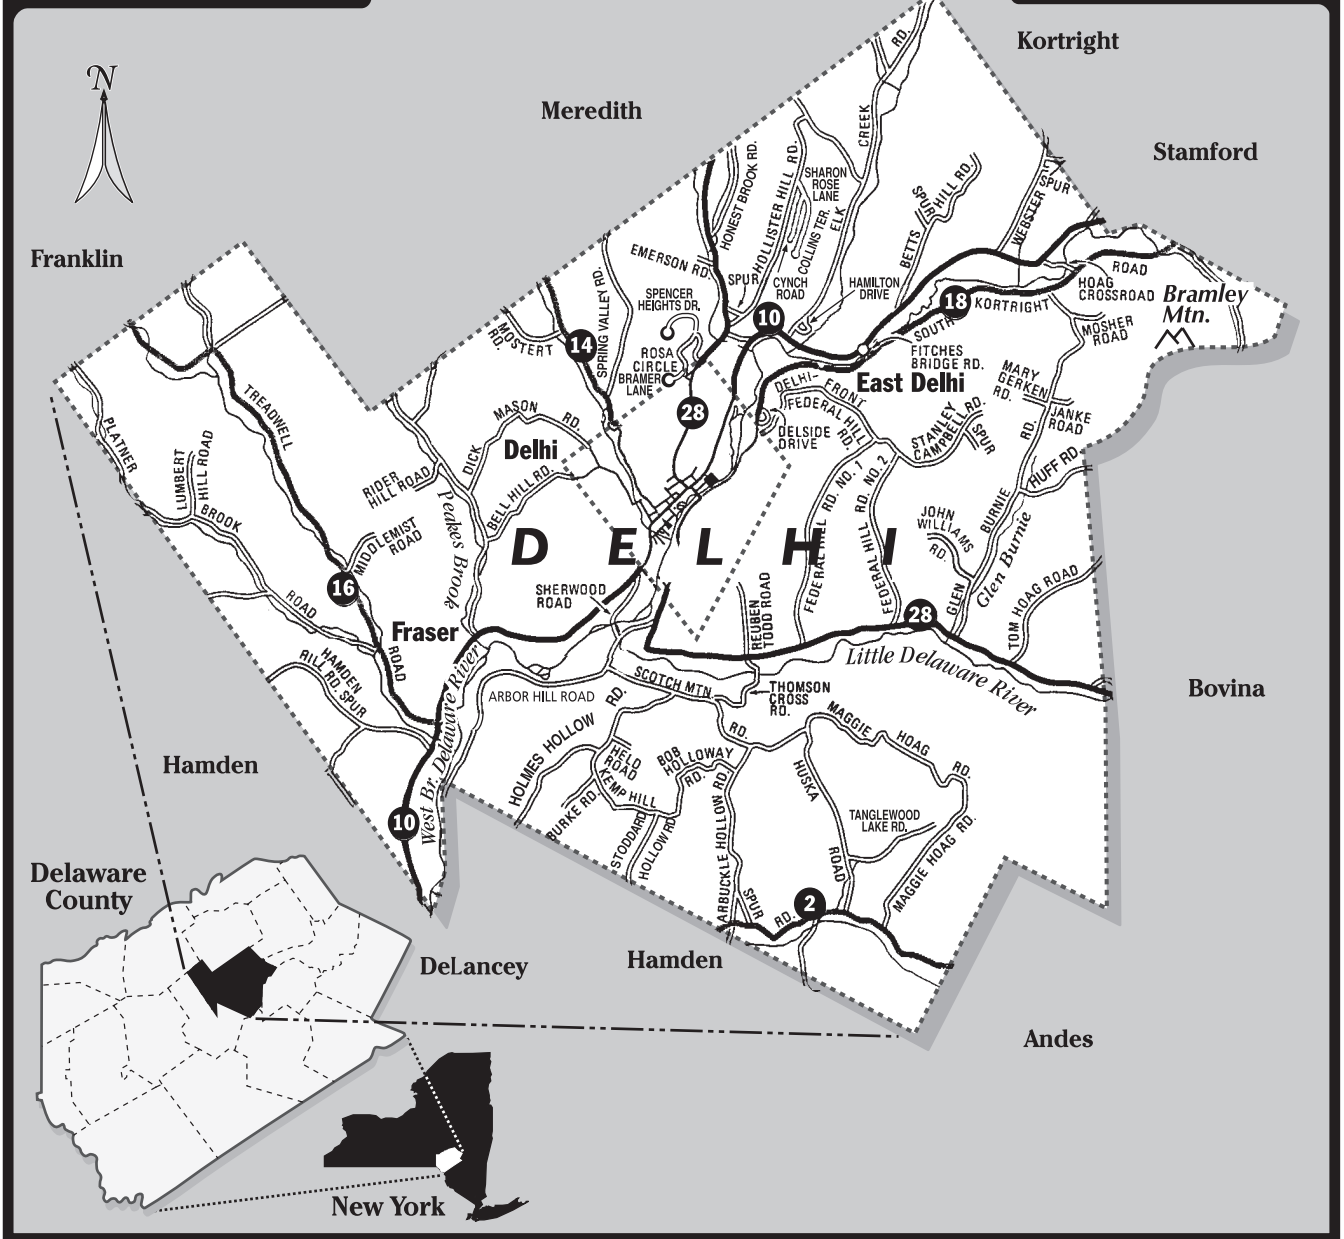 N
Kortright
Meredith
Stamford
Franklin
Bramley
Mtn.
Bovina
Hamden
Delaware
County
DeLancey
Hamden
Andes
New York
D E L H I
Delhi
East Delhi
Fraser
RD.
CREEK
ELK
HONEST BROOK RD.
HOLLISTER HILL RD.
SPUR
SHARON
ROSE
LANE
COLLINS TER.
CYNCH
ROAD
HAMILTON
DRIVE
BETTS
SPUR
HILL RD.
WEBSTER
SPUR
ROAD
HOAG
CROSSROAD
KORTRIGHT
SOUTH
MOSHER
ROAD
FITCHES
BRIDGE RD.
MARY
GERKEN
RD.
JANKE
ROAD
HUFF RD.
RD.
BURNIE
GLEN
Glen Burnie
TOM HOAG ROAD
JOHN
WILLIAMS
RD.
STANLEY
CAMPBELL RD.
SPUR
DELHI-
FRONT
FEDERAL HILL
RD.
DELSIDE
DRIVE
FEDERAL HILL RD. NO. 1
FEDERAL HILL RD. NO. 2
EMERSON RD.
SPENCER
HEIGHTS DR.
ROSA
CIRCLE
BRAMER
LANE
SPRING VALLEY RD.
MOSTERT
RD.
14
10
28
18
16
28
10
2
MASON RD.
DICK
BELL HILL RD.
RIDER
HILL ROAD
Peakes Brook
MIDDLEMIST
ROAD
TREADWELL
ROAD
PLATNER
BROOK
ROAD
LUMBERT
HILL ROAD
HAMDEN
RILL RD. SPUR
SHERWOOD
ROAD
MAIN
ARBOR HILL ROAD
West Br. Delaware River
Little Delaware River
REUBEN
TODD ROAD
THOMSON
CROSS
RD.
SCOTCH MTN.
RD.
HOLMES HOLLOW
RD.
HELD
ROAD
KEMP HILL
BURKE RD.
BOB
HOLLOWAY
RD.
STODDARD
HOLLOW RD.
ARBUCKLE HOLLOW RD.
SPUR
RD.
MAGGIE HOAG RD.
HUSKA
ROAD
TANGLEWOOD
LAKE RD.
MAGGIE HOAG RD.